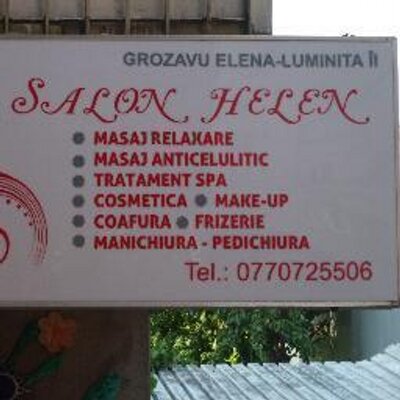 GROZAVU ELENA-LUMINITA ÎI
SALON HELEN
MASAJ RELAXARE
MASAJ ANTICELULITIC
TRATAMENT SPA
COSMETICA • MAKE-UP
COAFURA • FRIZERIE
MANICHIURA - PEDICHIURA
Tel.: 0770725506